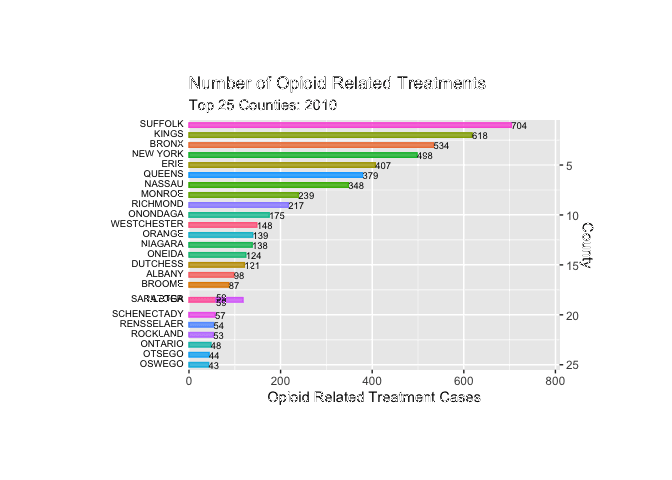 Number of Opioid Related Treatments
Top 25 Counties: 2010
SUFFOLK 704
KINGS 618
BRONX 534
NEW YORK 498
ERIE 407
QUEENS 379
NASSAU 348
MONROE 239
RICHMOND 217
ONONDAGA 175
WESTCHESTER 148
ORANGE 139
NIAGARA 138
ONEIDA 124
DUTCHESS 121
ALBANY 98
BROOME 87
SCHENECTADY 57
RENSSELAER 54
ROCKLAND 53
ONTARIO 48
OTSEGO 44
OSWEGO 43
5
10
15
20
25
County
0 200 400 600 800
Opioid Related Treatment Cases